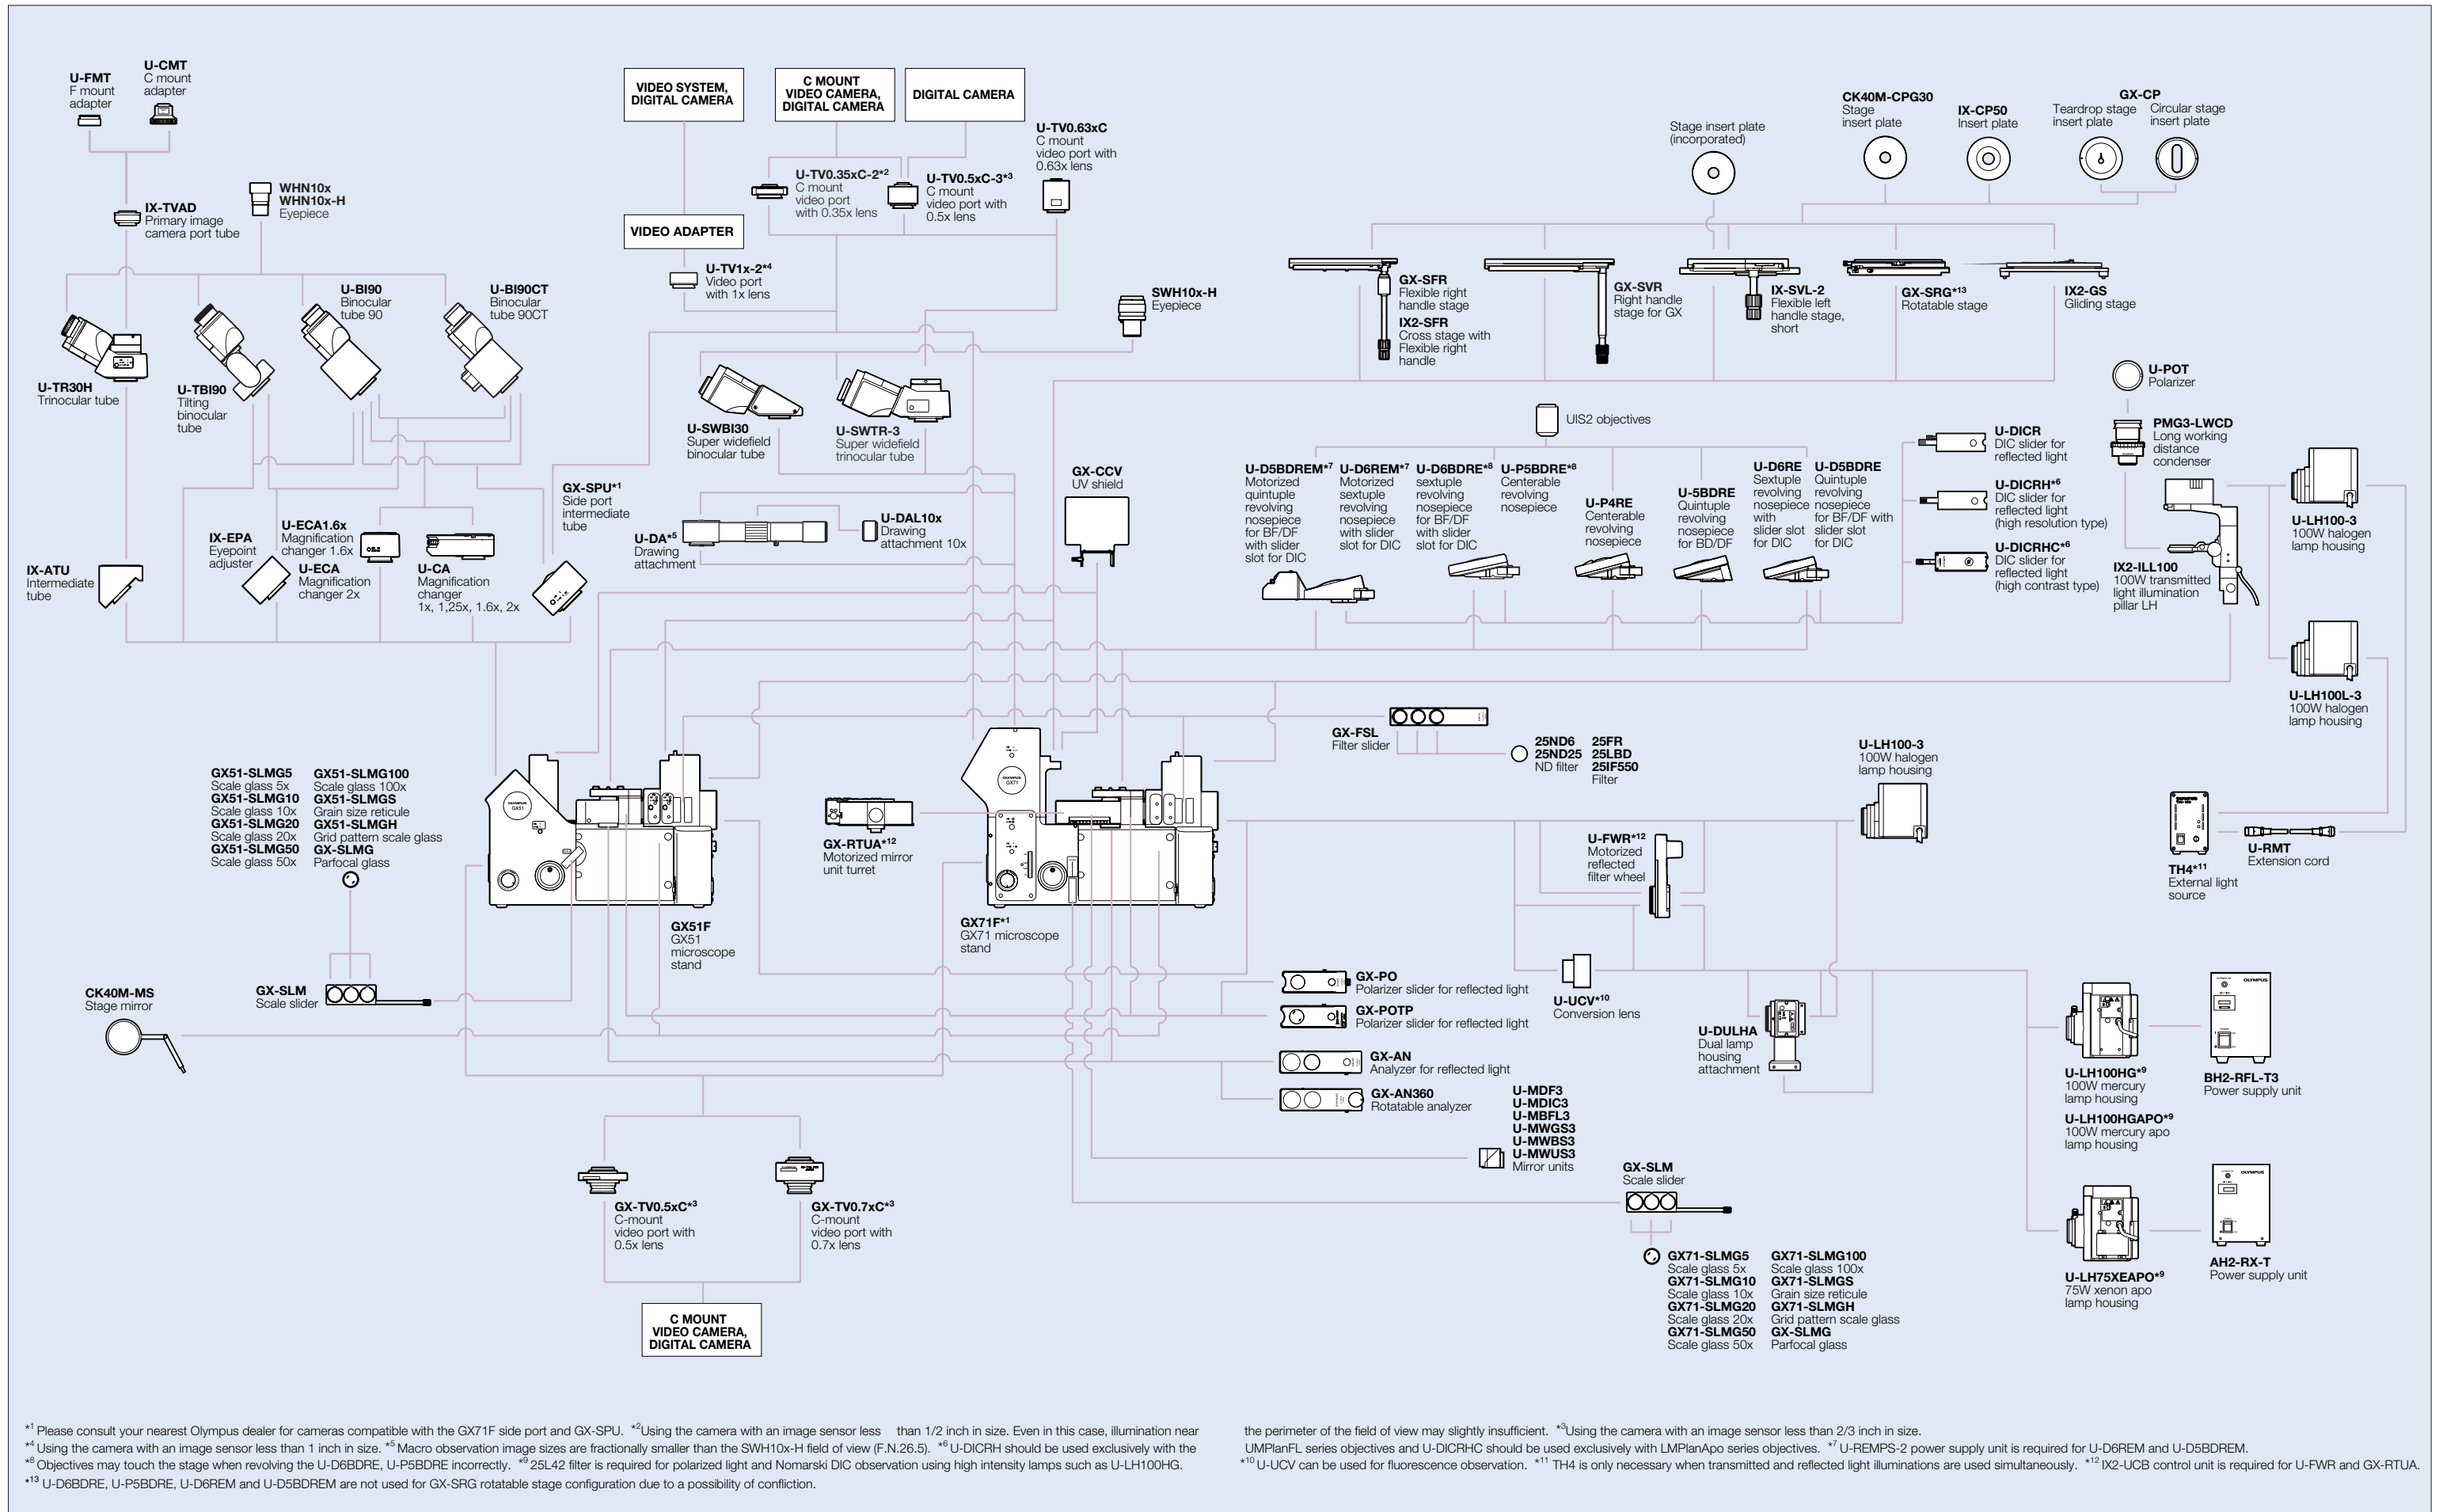 U-FMT
F mount
adapter
U-CMT
C mount
adapter
IX-TVAD
Primary image
camera port tube
WHN10x
WHN10x-H
Eyepiece
VIDEO SYSTEM,
DIGITAL CAMERA
C MOUNT
VIDEO CAMERA,
DIGITAL CAMERA
DIGITAL CAMERA
U-TV0.35xC-2*2
C mount
video port
with 0.35x lens
U-TV0.5xC-3*3
C mount
video port with
0.5x lens
U-TV0.63xC
C mount
video port with
0.63x lens
VIDEO ADAPTER
U-TV1x-2*4
Video port
with 1x lens
SWH10x-H
Eyepiece
Stage insert plate
(incorporated)
CK40M-CPG30
Stage
insert plate
IX-CP50
Insert plate
GX-CP
Teardrop stage
insert plate
Circular stage
insert plate
GX-SFR
Flexible right
handle stage
IX2-SFR
Cross stage with
Flexible right
handle
GX-SVR
Right handle
stage for GX
IX-SVL-2
Flexible left
handle stage,
short
GX-SRG*13
Rotatable stage
IX2-GS
Gliding stage
U-TR30H
Trinocular tube
U-TBI90
Tilting
binocular
tube
U-BI90
Binocular
tube 90
U-BI90CT
Binocular
tube 90CT
U-SWBI30
Super widefield
binocular tube
U-SWTR-3
Super widefield
trinocular tube
UIS2 objectives
U-POT
Polarizer
PMG3-LWCD
Long working
distance
condenser
U-DICR
DIC slider for
reflected light
U-DICRH*6
DIC slider for
reflected light
(high resolution type)
U-DICRHC*6
DIC slider for
reflected light
(high contrast type)
IX2-ILL100
100W transmitted
light illumination
pillar LH
U-LH100-3
100W halogen
lamp housing
U-LH100L-3
100W halogen
lamp housing
U-D5BDREM*7
Motorized
quintuple
revolving
nosepiece
for BF/DF
with slider
slot for DIC
U-D6REM*7
Motorized
sextuple
revolving
nosepiece
with slider
slot for DIC
U-D6BDRE*8
sextuple
revolving
nosepiece
for BF/DF
with slider
slot for DIC
U-P5BDRE*8
Centerable
revolving
nosepiece
U-P4RE
Centerable
revolving
nosepiece
U-5BDRE
Quintuple
revolving
nosepiece
for BD/DF
U-D6RE
Sextuple
revolving
nosepiece
with
slider slot
for DIC
U-D5BDRE
Quintuple
revolving
nosepiece
for BF/DF with
slider slot
for DIC
IX-ATU
Intermediate
tube
IX-EPA
Eyepoint
adjuster
U-ECA1.6x
Magnification
changer 1.6x
U-ECA
Magnification
changer 2x
U-CA
Magnification
changer
1x, 1,25x, 1.6x, 2x
GX-SPU*1
Side port
intermediate
tube
U-DA*5
Drawing
attachment
U-DAL10x
Drawing
attachment 10x
GX-CCV
UV shield
GX-FSL
Filter slider
25ND6
25ND25
ND filter
25FR
25LBD
25IF550
Filter
U-LH100-3
100W halogen
lamp housing
U-FWR*12
Motorized
reflected
filter wheel
TH4*11
External light
source
U-RMT
Extension cord
GX51-SLMG5
Scale glass 5x
GX51-SLMG10
Scale glass 10x
GX51-SLMG20
Scale glass 20x
GX51-SLMG50
Scale glass 50x
GX51-SLMG100
Scale glass 100x
GX51-SLMGS
Grain size reticule
GX51-SLMGH
Grid pattern scale glass
GX-SLMG
Parfocal glass
OLYMPUS
GX51
GX51F
GX51
microscope
stand
GX-RTUA*12
Motorized mirror
unit turret
OLYMPUS
GX71
GX71F*1
GX71 microscope
stand
CK40M-MS
Stage mirror
GX-SLM
Scale slider
GX-PO
Polarizer slider for reflected light
GX-POTP
Polarizer slider for reflected light
GX-AN
Analyzer for reflected light
GX-AN360
Rotatable analyzer
U-UCV*10
Conversion lens
U-DULHA
Dual lamp
housing
attachment
U-LH100HG*9
100W mercury
lamp housing
U-LH100HGAPO*9
100W mercury apo
lamp housing
OLYMPUS
BH2-RFL-T3
Power supply unit
U-LH75XEAPO*9
75W xenon apo
lamp housing
OLYMPUS
AH2-RX-T
Power supply unit
U-MDF3
U-MDIC3
U-MBFL3
U-MWGS3
U-MWBS3
U-MWUS3
Mirror units
GX-SLM
Scale slider
GX71-SLMG5
Scale glass 5x
GX71-SLMG10
Scale glass 10x
GX71-SLMG20
Scale glass 20x
GX71-SLMG50
Scale glass 50x
GX71-SLMG100
Scale glass 100x
GX71-SLMGS
Grain size reticule
GX71-SLMGH
Grid pattern scale glass
GX-SLMG
Parfocal glass
GX-TV0.5xC*3
C-mount
video port with
0.5x lens
GX-TV0.7xC*3
C-mount
video port with
0.7x lens
C MOUNT
VIDEO CAMERA,
DIGITAL CAMERA
*1 Please consult your nearest Olympus dealer for cameras compatible with the GX71F side port and GX-SPU. *2Using the camera with an image sensor less than 1/2 inch in size. Even in this case, illumination near the perimeter of the field of view may slightly insufficient. *3Using the camera with an image sensor less than 2/3 inch in size.
*4 Using the camera with an image sensor less than 1 inch in size. *5 Macro observation image sizes are fractionally smaller than the SWH10x-H field of view (F.N.26.5). *6 U-DICRH should be used exclusively with the UMPlanFL series objectives and U-DICRHC should be used exclusively with LMPlanApo series objectives. *7 U-REMPS-2 power supply unit is required for U-D6REM and U-D5BDREM.
*8 Objectives may touch the stage when revolving the U-D6BDRE, U-P5BDRE incorrectly. *9 25L42 filter is required for polarized light and Nomarski DIC observation using high intensity lamps such as U-LH100HG. *10 U-UCV can be used for fluorescence observation. *11 TH4 is only necessary when transmitted and reflected light illuminations are used simultaneously. *12 IX2-UCB control unit is required for U-FWR and GX-RTUA.
*13 U-D6BDRE, U-P5BDRE, U-D6REM and U-D5BDREM are not used for GX-SRG rotatable stage configuration due to a possibility of confliction.